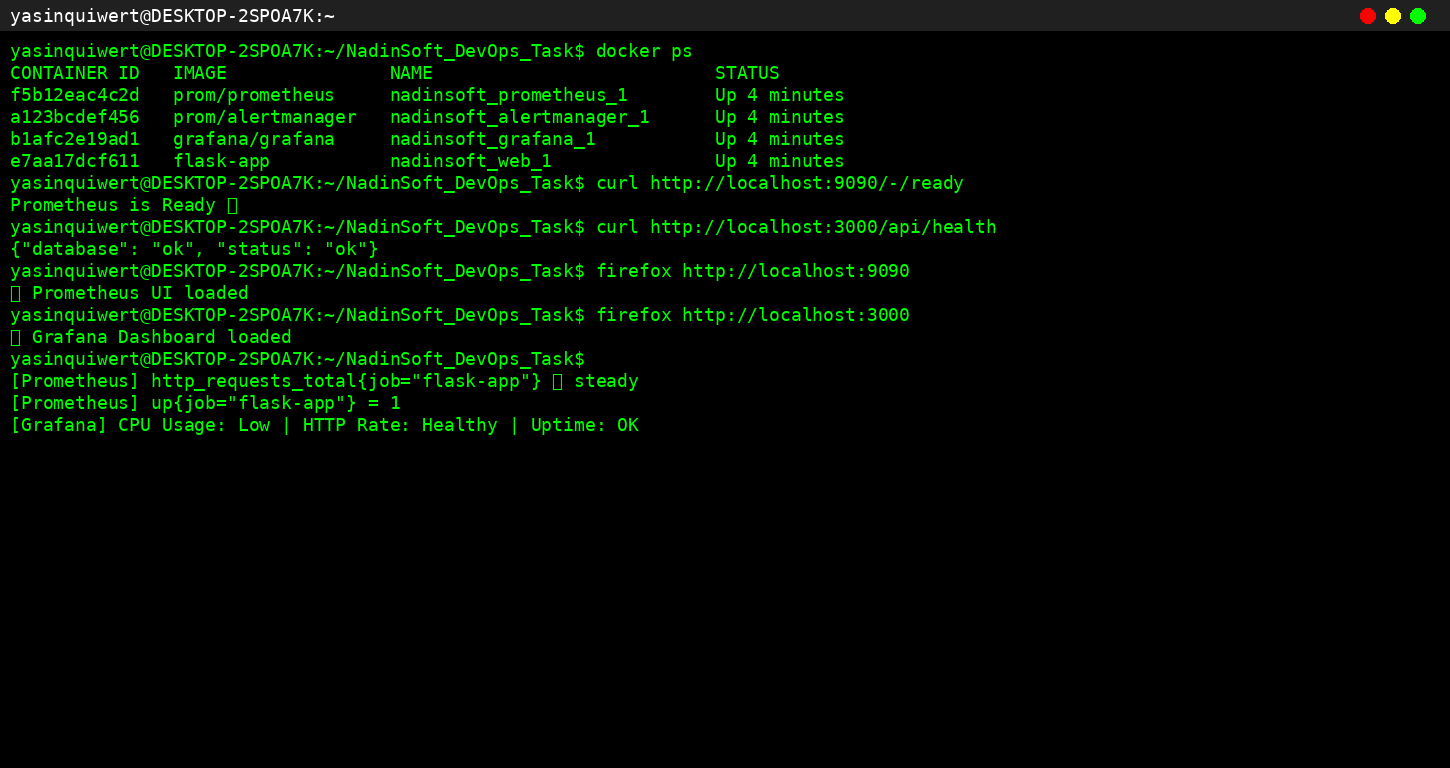 yasinquiwert@DESKTOP-2SPOA7K:~
yasinquiwert@DESKTOP-2SPOA7K:~/NadinSoft_DevOps_Task$ docker ps
CONTAINER ID   IMAGE               NAME                          STATUS
f5b12eac4c2d   prom/prometheus     nadinsoft_prometheus_1        Up 4 minutes
a123bcdef456   prom/alertmanager   nadinsoft_alertmanager_1      Up 4 minutes
b1afc2e19ad1   grafana/grafana     nadinsoft_grafana_1           Up 4 minutes
e7aa17dcf611   flask-app           nadinsoft_web_1               Up 4 minutes
yasinquiwert@DESKTOP-2SPOA7K:~/NadinSoft_DevOps_Task$ curl http://localhost:9090/-/ready
Prometheus is Ready ▯
yasinquiwert@DESKTOP-2SPOA7K:~/NadinSoft_DevOps_Task$ curl http://localhost:3000/api/health
{"database": "ok", "status": "ok"}
yasinquiwert@DESKTOP-2SPOA7K:~/NadinSoft_DevOps_Task$ firefox http://localhost:9090
▯ Prometheus UI loaded
yasinquiwert@DESKTOP-2SPOA7K:~/NadinSoft_DevOps_Task$ firefox http://localhost:3000
▯ Grafana Dashboard loaded
yasinquiwert@DESKTOP-2SPOA7K:~/NadinSoft_DevOps_Task$
[Prometheus] http_requests_total{job="flask-app"} ▯ steady
[Prometheus] up{job="flask-app"} = 1
[Grafana] CPU Usage: Low | HTTP Rate: Healthy | Uptime: OK